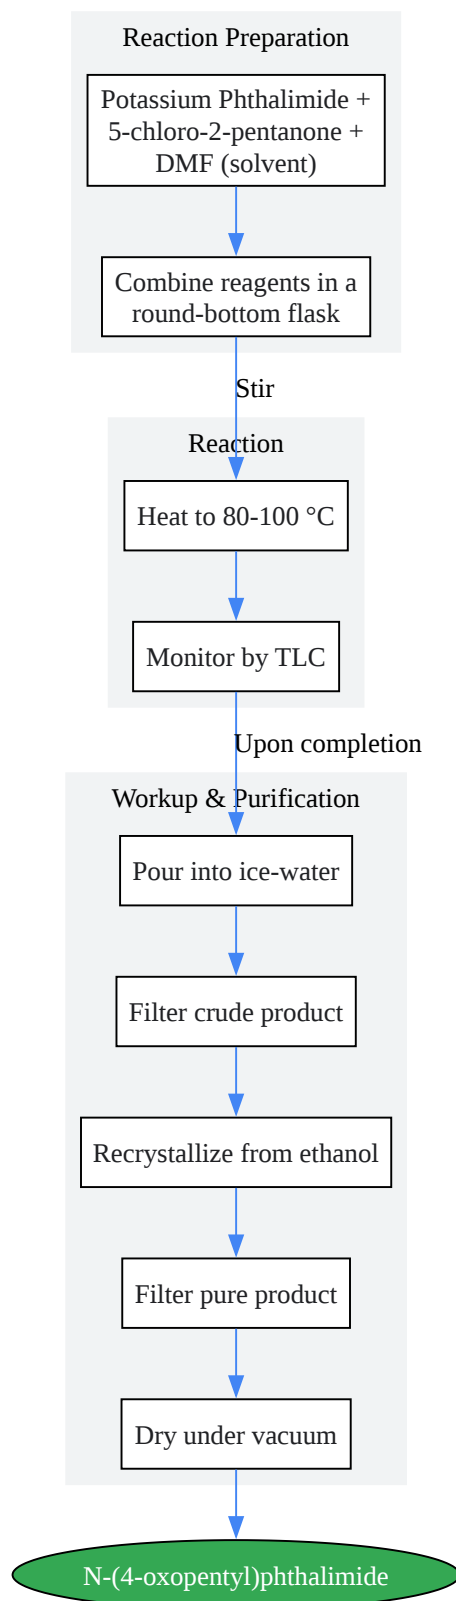 Reaction Preparation
Potassium Phthalimide +
5-chloro-2-pentanone +
DMF (solvent)
Combine reagents in a
round-bottom flask
Stir
Reaction
Heat to 80-100 °C
Monitor by TLC
Upon completion
Workup & Purification
Pour into ice-water
Filter crude product
Recrystallize from ethanol
Filter pure product
Dry under vacuum
N-(4-oxopentyl)phthalimide